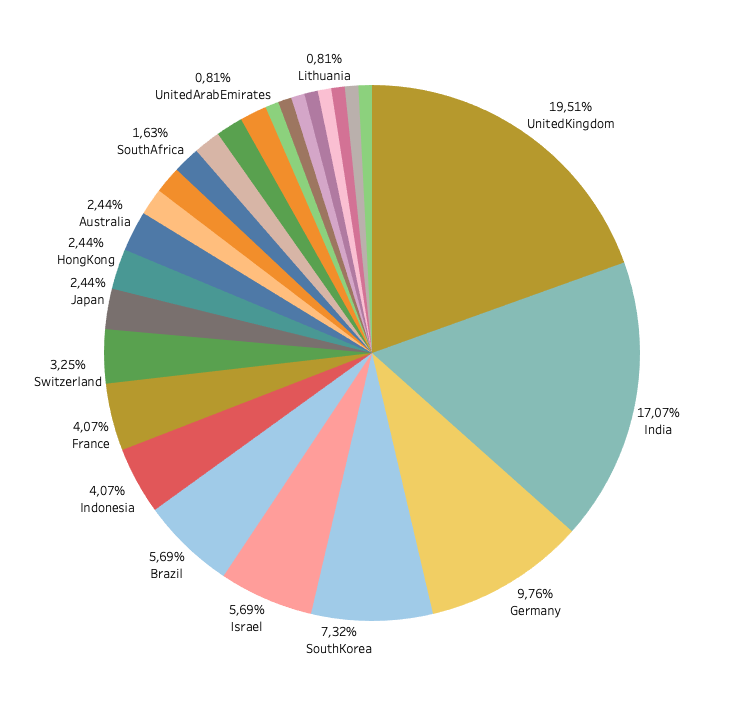 0,81%
Lithuania
0,81%
UnitedArabEmirates
19,51%
UnitedKingdom
1,63%
SouthAfrica
2,44%
Australia
2,44%
HongKong
2,44%
Japan
3,25%
Switzerland
17,07%
India
4,07%
France
4,07%
Indonesia
5,69%
Brazil
9,76%
Germany
5,69%
Israel
7,32%
SouthKorea